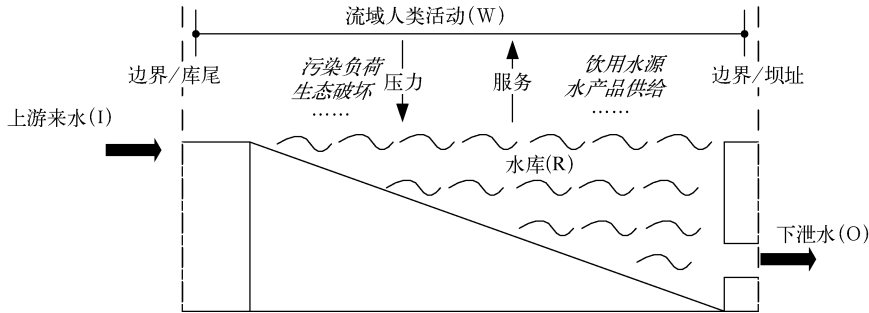 流域人类活动(W)
边界/库尾
污染负荷
生态破坏
……
压力
服务
饮用水源
水产品供给
……
边界/坝址
上游来水(I)
水库(R)
下泄水(O)